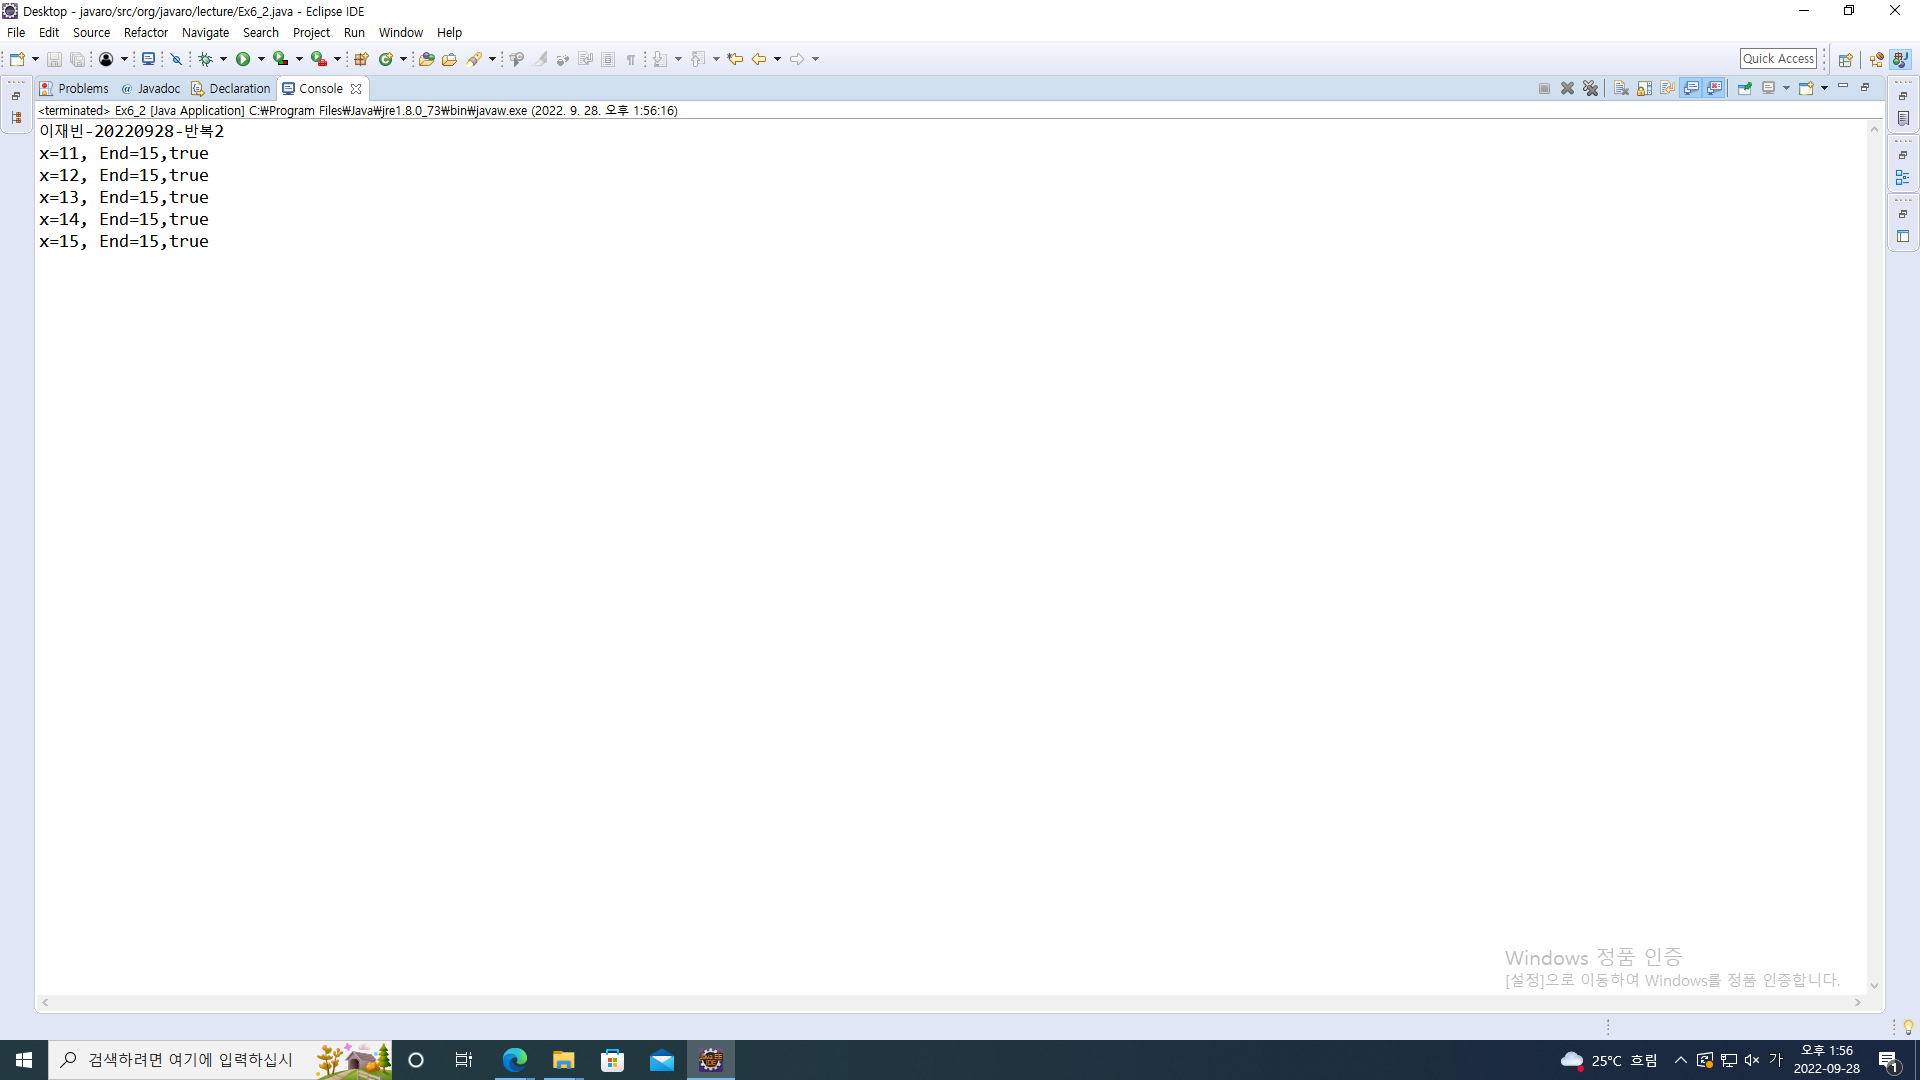 Desktop - javaro/src/org/javaro/lecture/Ex6_2.java - Eclipse IDE
File Edit Source Refactor Navigate Search Project Run Window Help
Quick Access
Problems @ Javadoc Declaration Console
<terminated> Ex6_2 [Java Application] C:₩Program Files₩Java₩jre1.8.0_73₩bin₩javaw.exe (2022. 9. 28. 오후 1:56:16)
이재빈-20220928-반복2
x=11, End=15,true
x=12, End=15,true
x=13, End=15,true
x=14, End=15,true
x=15, End=15,true
Windows 정품 인증
[설정]으로 이동하여 Windows를 정품 인증합니다.
검색하려면 여기에 입력하십시
25°C 흐림
가
오후 1:56
2022-09-28
1